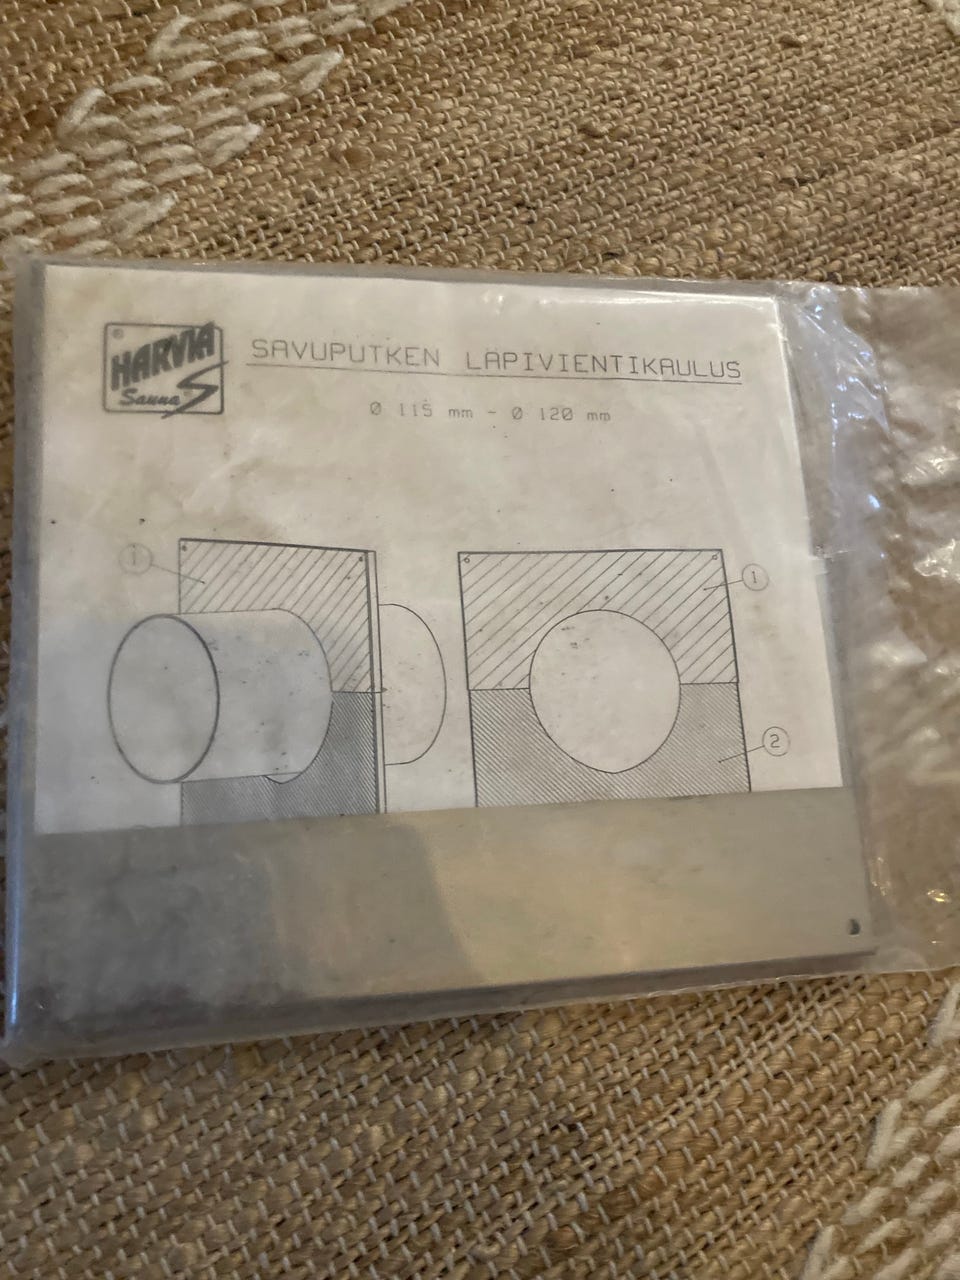 ®
HARVIA
Sauna
SAVUPUTKEN LÄPIVIENTIKAULUS
Ø 115 mm - Ø 120 mm
1
1
2